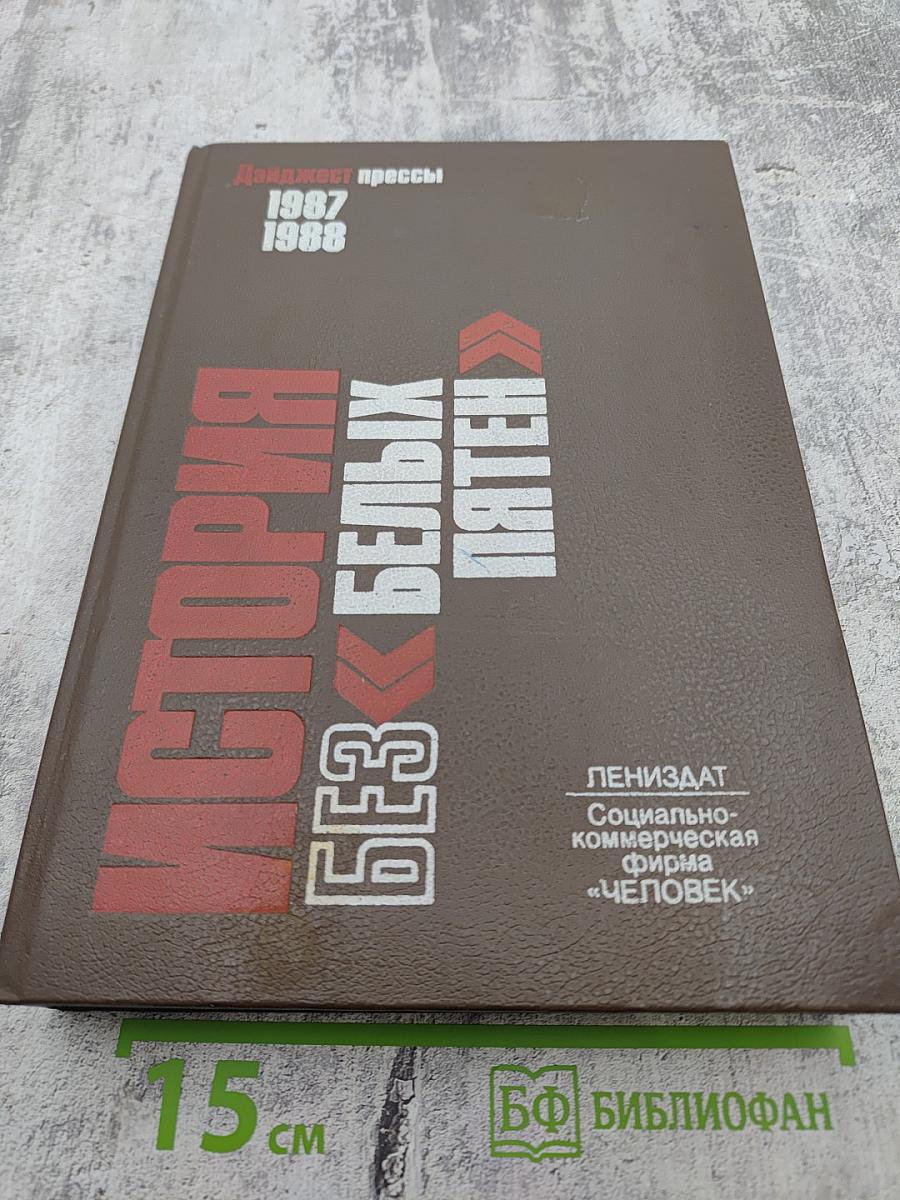 Дайджест прессы
1987
1988
ИСТОРИЯ
БЕЗ «БЕЛЫХ
ПЯТЕН»
ЛЕНИЗДАТ
Социально-
коммерческая
фирма
«ЧЕЛОВЕК»
15 см
БФ БИБЛИОФАН